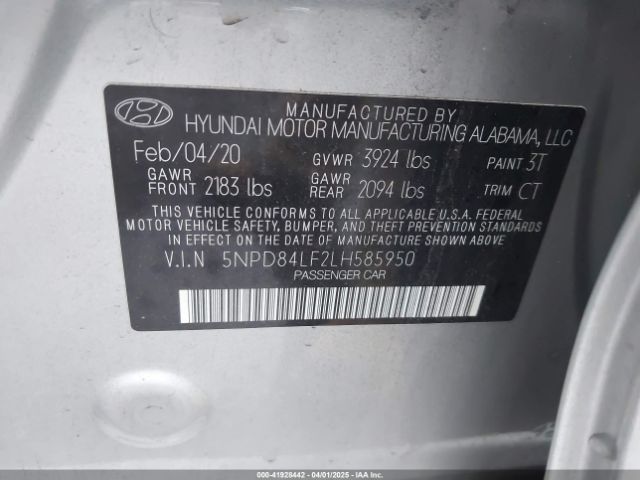 MANUFACTURED BY
HYUNDAI MOTOR MANUFACTURING ALABAMA, LLC
Feb/04/20 GVWR 3924 lbs PAINT 3T
GAWR FRONT 2183 lbs GAWR REAR 2094 lbs TRIM CT
THIS VEHICLE CONFORMS TO ALL APPLICABLE U.S.A. FEDERAL
MOTOR VEHICLE SAFETY, BUMPER, AND THEFT PREVENTION STANDARDS
IN EFFECT ON THE DATE OF MANUFACTURE SHOWN ABOVE
V.I.N 5NPD84LF2LH585950
PASSENGER CAR
000-41928442 04/01/2025 IAAI.com